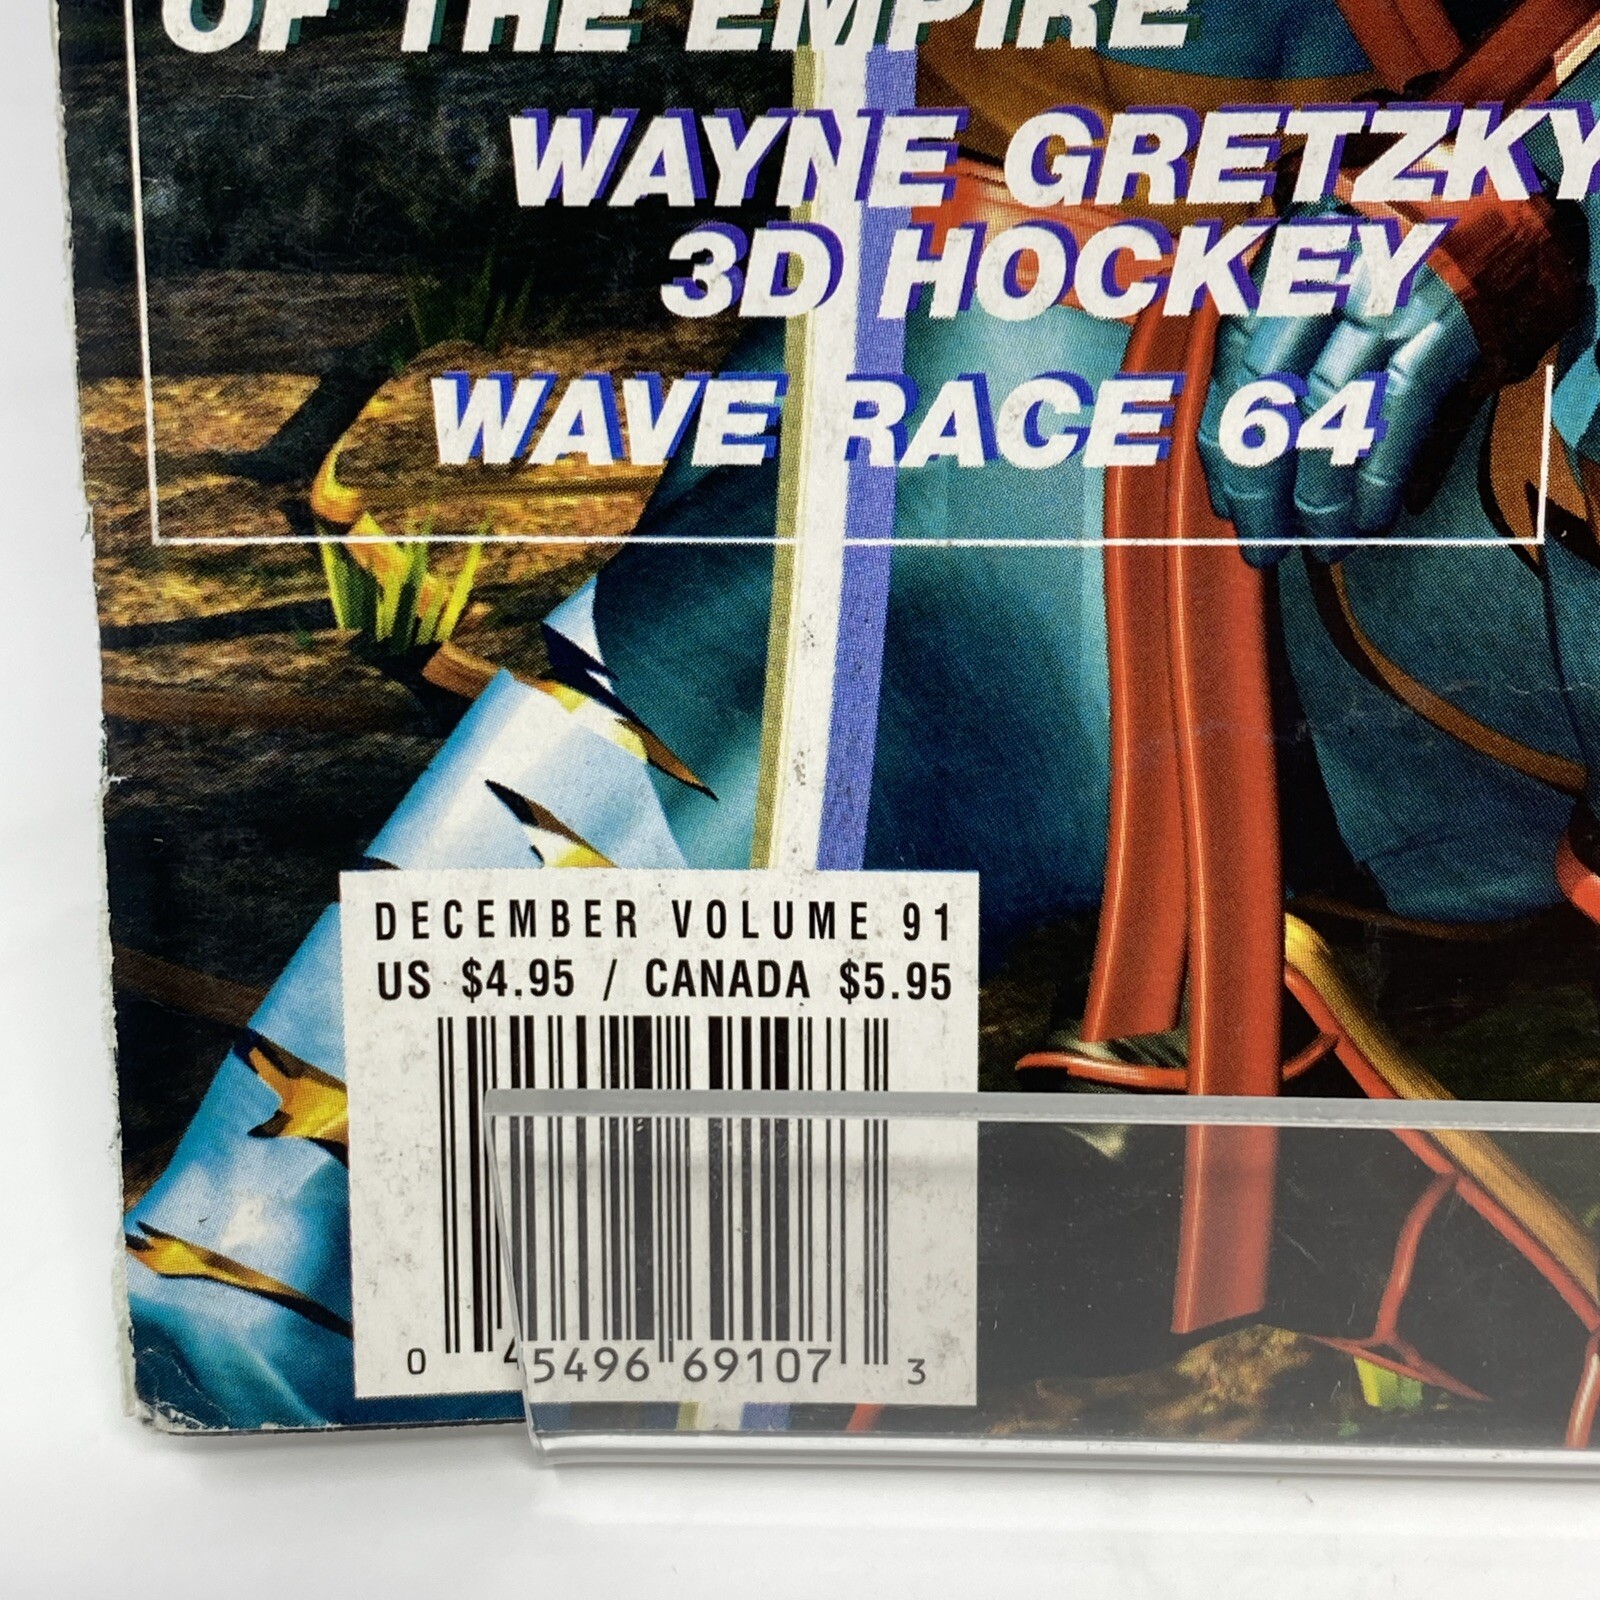 OF THE EMPIRE
WAYNE GRETZKY
3D HOCKEY
WAVE RACE 64
DECEMBER VOLUME 91
US $4.95 / CANADA $5.95
0 45496 69107 3